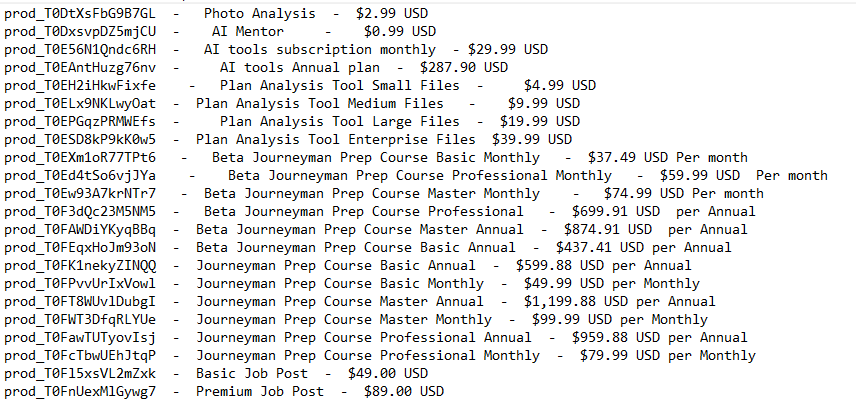 prod_T0DtXsFbG9B7GL - Photo Analysis - $2.99 USD
prod_T0DxsvpDZ5mjCU - AI Mentor - $0.99 USD
prod_T0E56N1Qndc6RH - AI tools subscription monthly - $29.99 USD
prod_T0EAntHuzg76nv - AI tools Annual plan - $287.90 USD
prod_T0EH2iHkwFixfe - Plan Analysis Tool Small Files - $4.99 USD
prod_T0ELx9NKLwyOat - Plan Analysis Tool Medium Files - $9.99 USD
prod_T0EPGqzPRMWEfs - Plan Analysis Tool Large Files - $19.99 USD
prod_T0ESD8kP9kK0w5 - Plan Analysis Tool Enterprise Files $39.99 USD
prod_T0EXm1oR77TPt6 - Beta Journeyman Prep Course Basic Monthly - $37.49 USD Per month
prod_T0Ed4tSo6vjJYa - Beta Journeyman Prep Course Professional Monthly - $59.99 USD Per month
prod_T0Ew93A7krNTr7 - Beta Journeyman Prep Course Master Monthly - $74.99 USD Per month
prod_T0F3dQc23M5NM5 - Beta Journeyman Prep Course Professional - $699.91 USD per Annual
prod_T0FAWDiYKyqBBq - Beta Journeyman Prep Course Master Annual - $874.91 USD per Annual
prod_T0FEqxHoJm93oN - Beta Journeyman Prep Course Basic Annual - $437.41 USD per Annual
prod_T0FK1nekyZINQQ - Journeyman Prep Course Basic Annual - $599.88 USD per Annual
prod_T0FPvvUrIxVowl - Journeyman Prep Course Basic Monthly - $49.99 USD per Monthly
prod_T0FT8WUvlDubgI - Journeyman Prep Course Master Annual - $1,199.88 USD per Annual
prod_T0FWT3DfqRLYUe - Journeyman Prep Course Master Monthly - $99.99 USD per Monthly
prod_T0FawTUTyovIsj - Journeyman Prep Course Professional Annual - $959.88 USD per Annual
prod_T0FcTbwUEhJtqP - Journeyman Prep Course Professional Monthly - $79.99 USD per Monthly
prod_T0Fl5xsVL2mZxk - Basic Job Post - $49.00 USD
prod_T0FnUexMlGywg7 - Premium Job Post - $89.00 USD